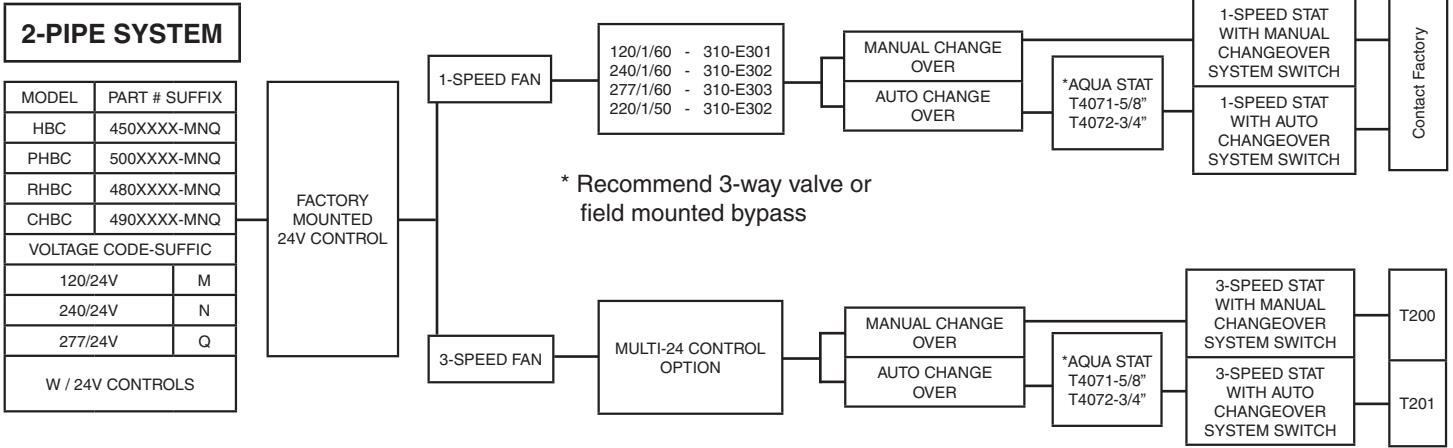 2-PIPE SYSTEM
MODEL PART # SUFFIX
HBC 450XXXX-MNQ
PHBC 500XXXX-MNQ
RHBC 480XXXX-MNQ
CHBC 490XXXX-MNQ
VOLTAGE CODE-SUFFIC
120/24V M
240/24V N
277/24V Q
W / 24V CONTROLS
FACTORY
MOUNTED
24V CONTROL
1-SPEED FAN
120/1/60 - 310-E301
240/1/60 - 310-E302
277/1/60 - 310-E303
220/1/50 - 310-E302
MANUAL CHANGE
OVER
AUTO CHANGE
OVER
*AQUA STAT
T4071-5/8”
T4072-3/4”
1-SPEED STAT
WITH MANUAL
CHANGEOVER
SYSTEM SWITCH
1-SPEED STAT
WITH AUTO
CHANGEOVER
SYSTEM SWITCH
Contact Factory
* Recommend 3-way valve or
field mounted bypass
3-SPEED FAN
MULTI-24 CONTROL
OPTION
MANUAL CHANGE
OVER
AUTO CHANGE
OVER
*AQUA STAT
T4071-5/8”
T4072-3/4”
3-SPEED STAT
WITH MANUAL
CHANGEOVER
SYSTEM SWITCH
3-SPEED STAT
WITH AUTO
CHANGEOVER
SYSTEM SWITCH
T200
T201